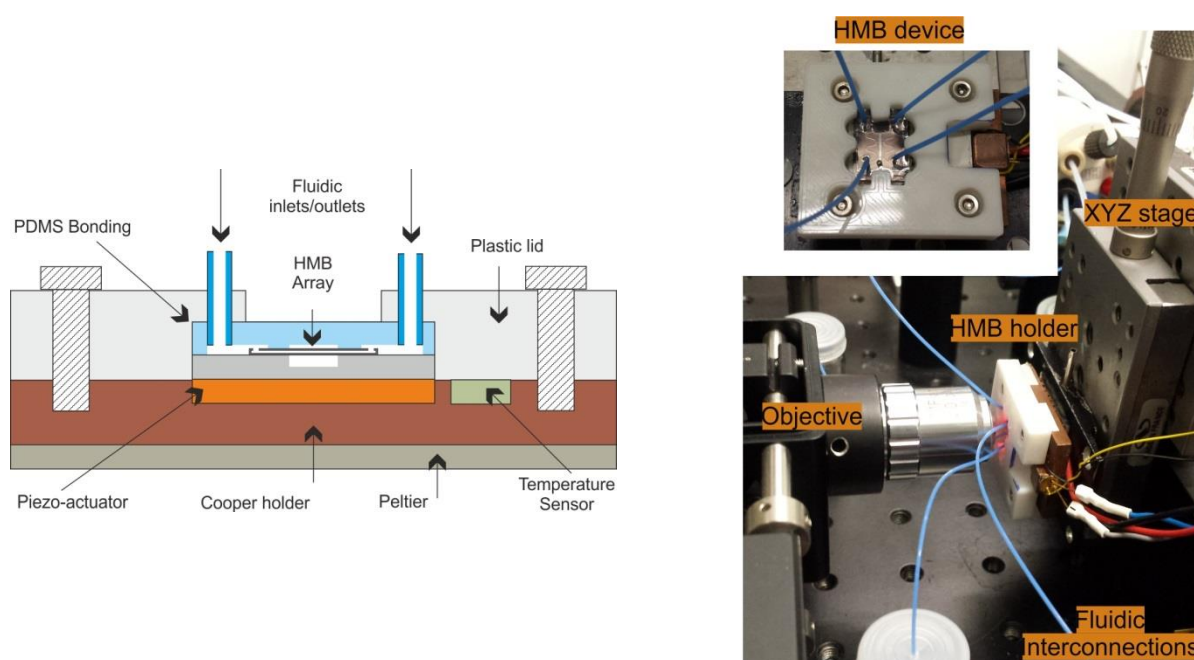 Fluidic
inlets/outlets
PDMS Bonding
Plastic lid
HMB
Array
Piezo-actuator
Cooper holder
Peltier
Temperature
Sensor
HMB device
20
XYZ stage
HMB holder
Objective
Fluidic
Interconnections